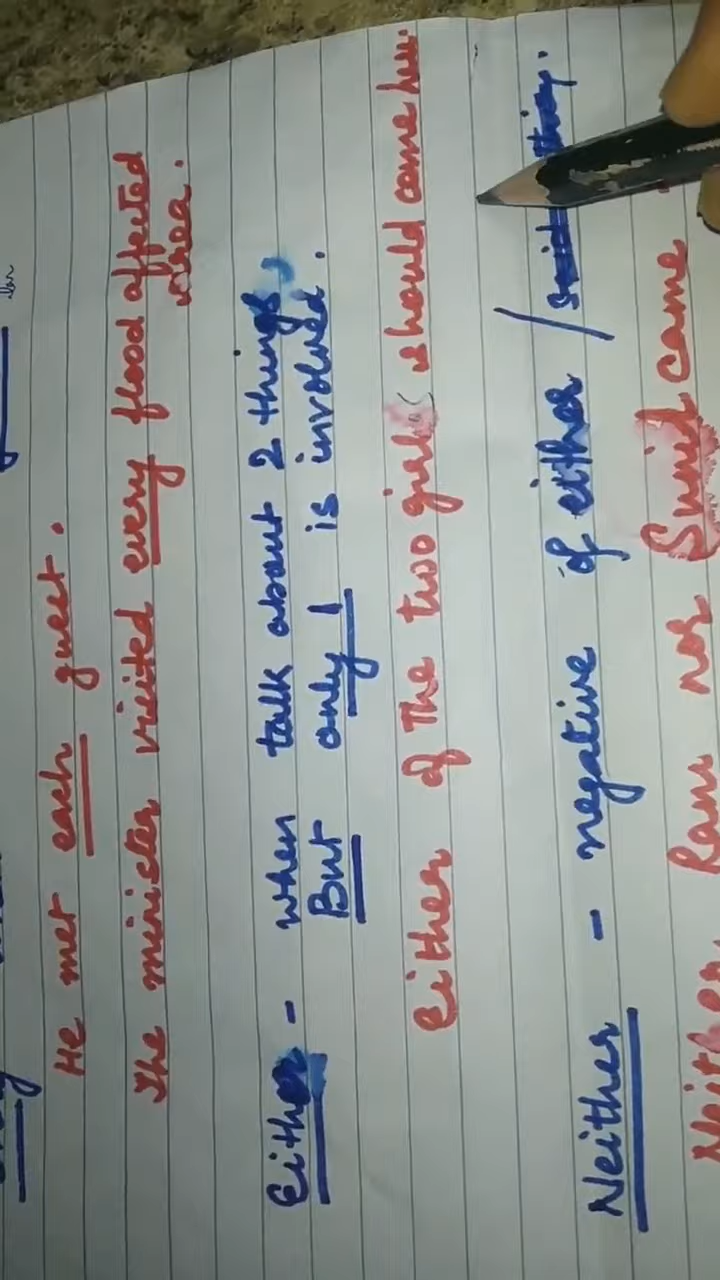 He met each guest.
The minister visited every flood affected
area.
Either - when talk about 2 things,
But only 1 is involved.
Either of the two girls should come here.
Neither - negative of either /
Neither Ram nor Sunid came